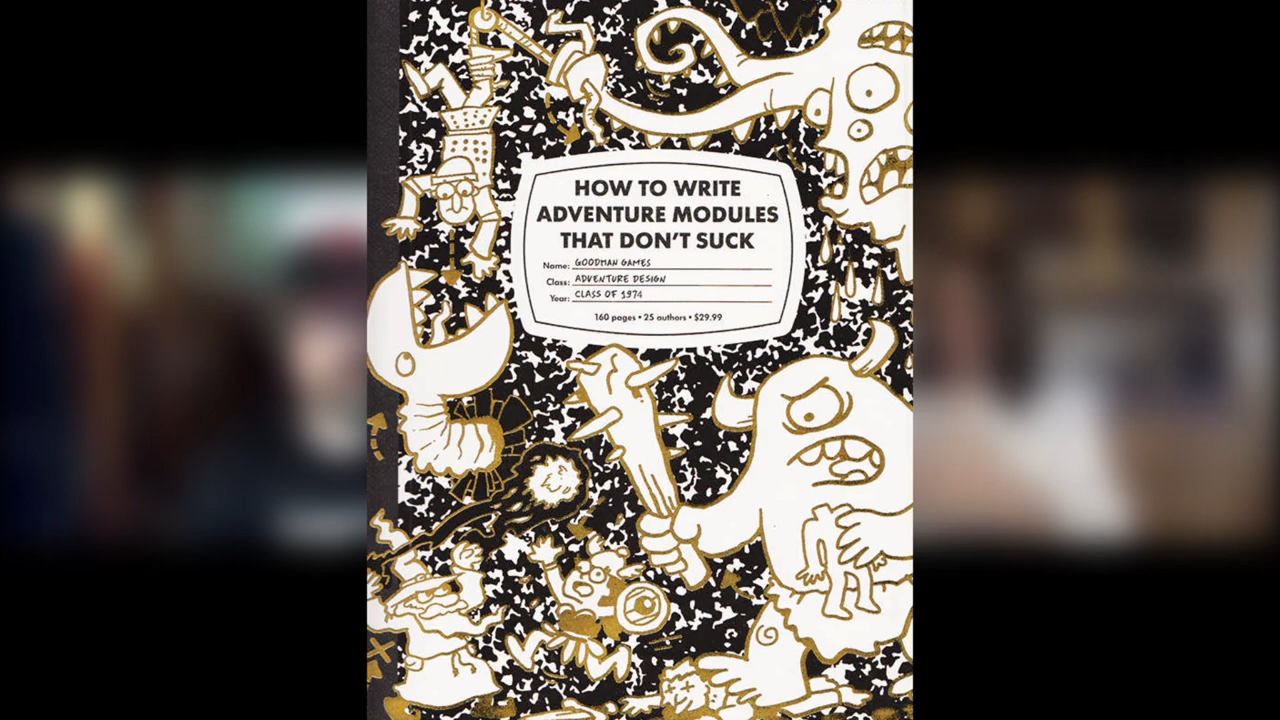 HOW TO WRITE
ADVENTURE MODULES
THAT DON'T SUCK
Name: GOODMAN GAMES
Class: ADVENTURE DESIGN
Year: CLASS OF 1974
160 pages • 25 authors • $29.99